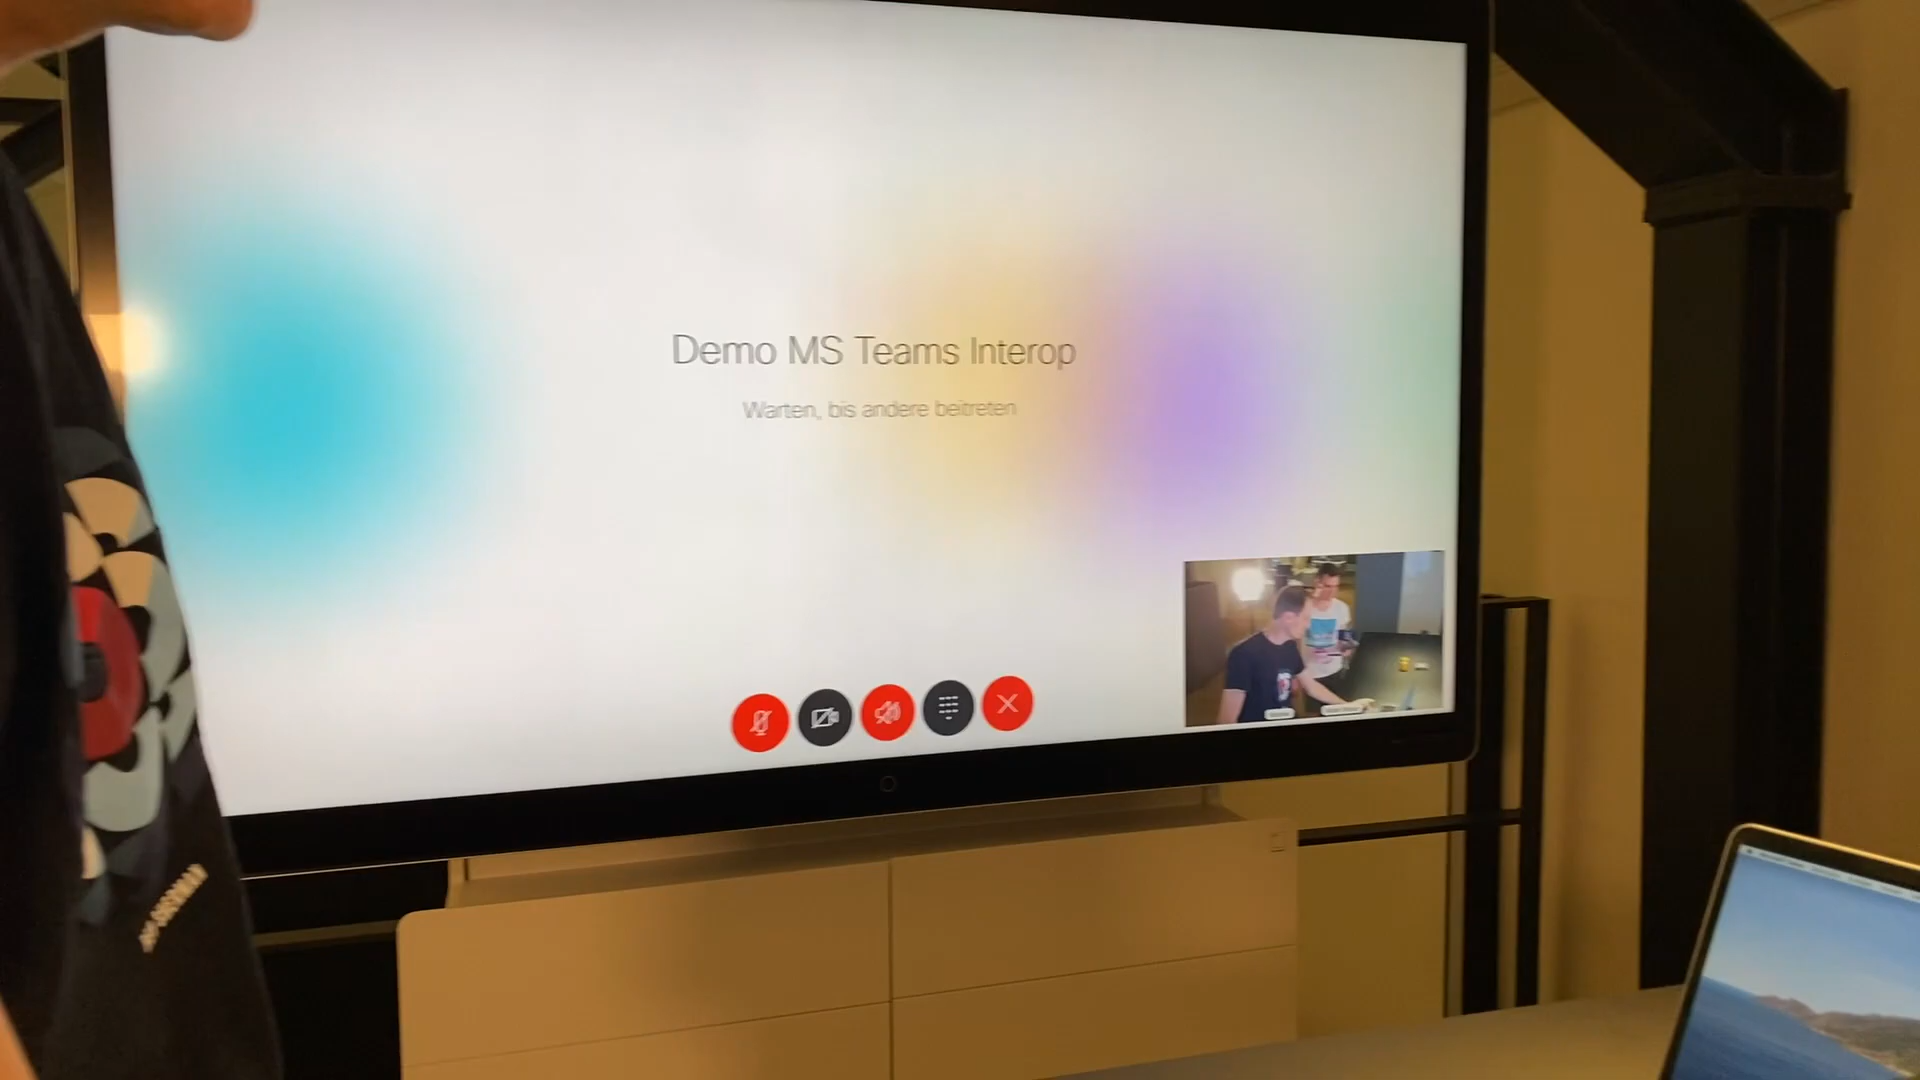 Demo MS Teams Interop
Warten, bis andere beitreten